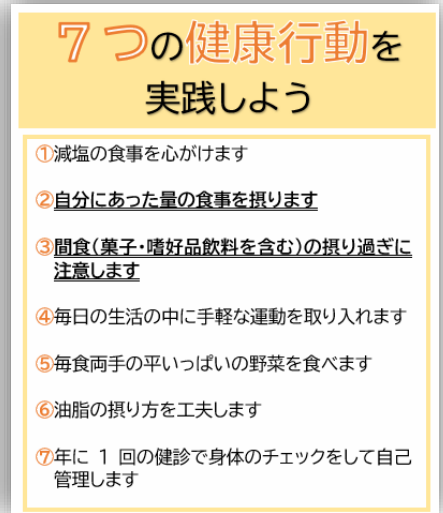 ７つの健康行動を
実践しよう
①減塩の食事を心がけます
②自分にあった量の食事を摂ります
③間食(菓子・嗜好品飲料を含む)の摂り過ぎに
注意します
④毎日の生活の中に手軽な運動を取り入れます
⑤毎食両手の平いっぱいの野菜を食べます
⑥油脂の摂り方を工夫します
⑦年に 1 回の健診で身体のチェックをして自己
管理します